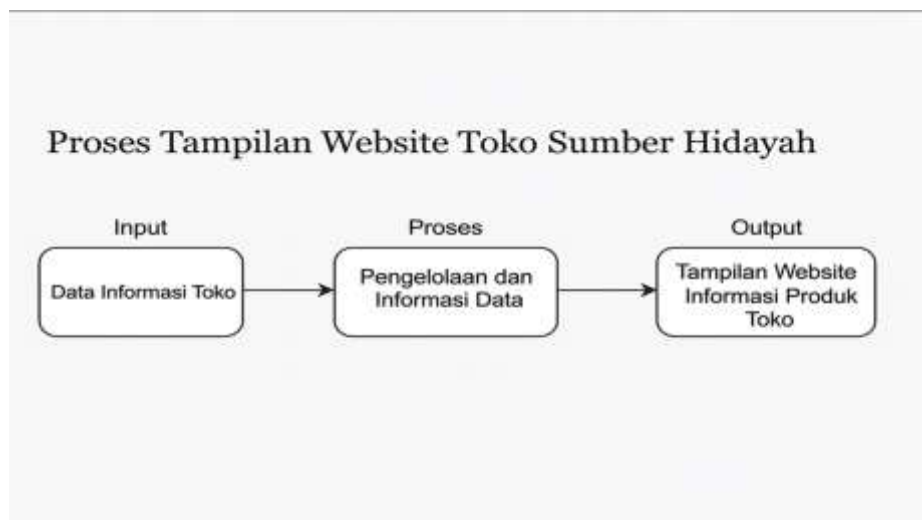 Proses Tampilan Website Toko Sumber Hidayah
Input
Data Informasi Toko
Proses
Pengelolaan dan
Informasi Data
Output
Tampilan Website
Informasi Produk
Toko